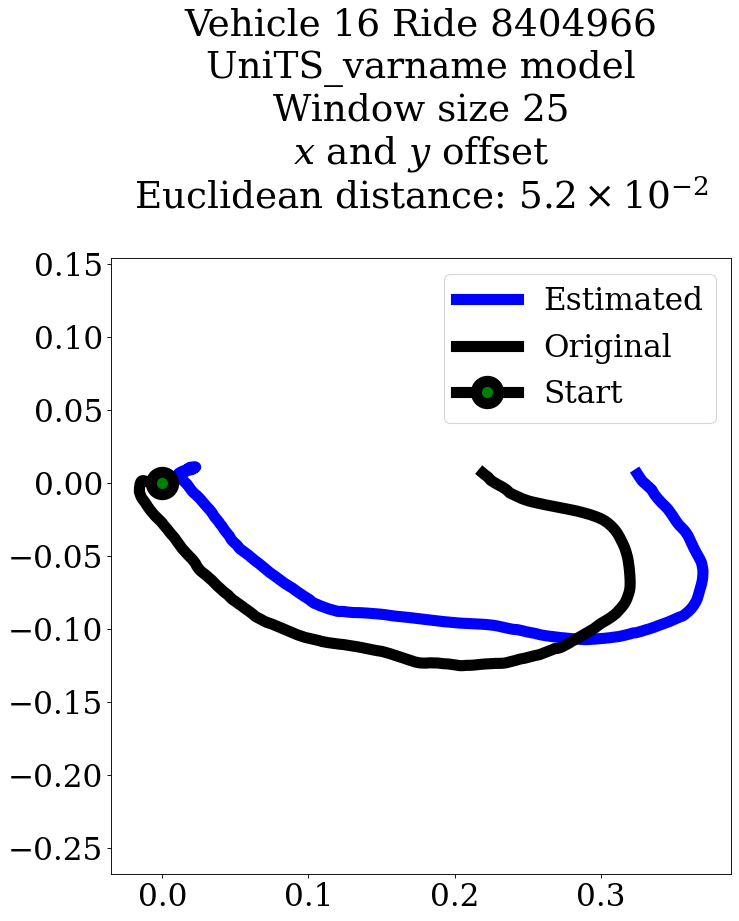 Vehicle 16 Ride 8404966
UniTS_varname model
Window size 25
x and y offset
Euclidean distance: 5.2 × 10⁻²
0.15
0.10
0.05
0.00
−0.05
−0.10
−0.15
−0.20
−0.25
Estimated
Original
Start
0.0 0.1 0.2 0.3